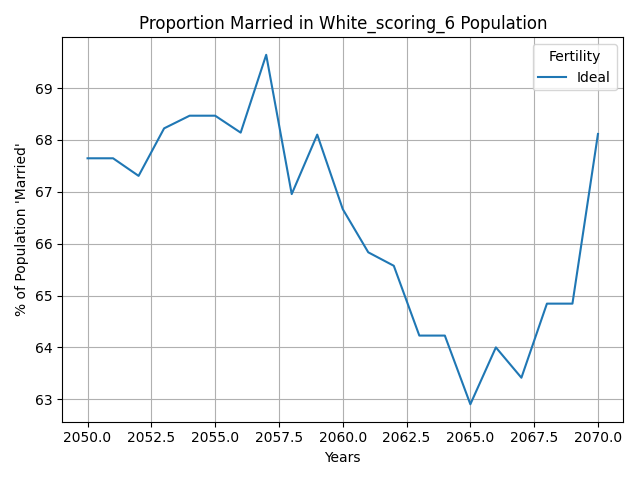 Proportion Married in White_scoring_6 Population
Fertility
Ideal
% of Population 'Married'
69
68
67
66
65
64
63
2050.0 2052.5 2055.0 2057.5 2060.0 2062.5 2065.0 2067.5 2070.0
Years